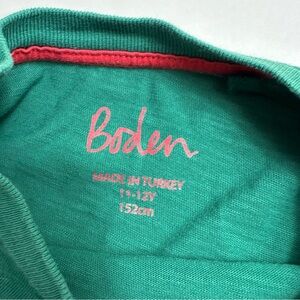 Boden
MADE IN TURKEY
11-12Y
152cm